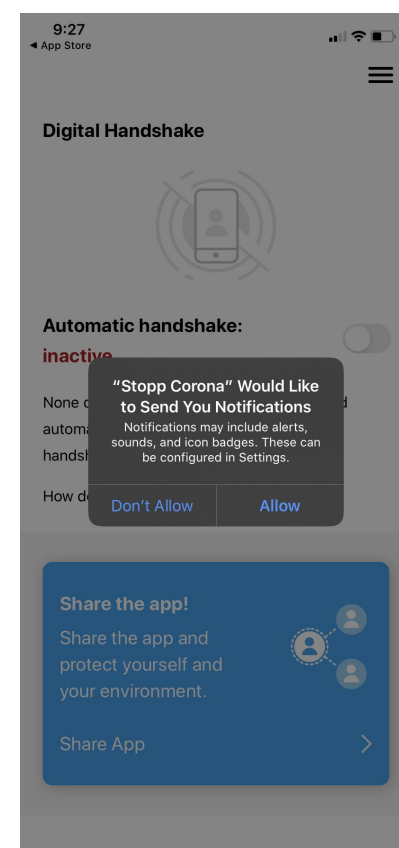 9:27
◀ App Store
Digital Handshake
Automatic handshake:
inactive
"Stopp Corona" Would Like
to Send You Notifications
Notifications may include alerts,
sounds, and icon badges. These can
be configured in Settings.
Don't Allow
Allow
None
How
Share the app!
Share the app and
protect yourself and
your environment.
Share App